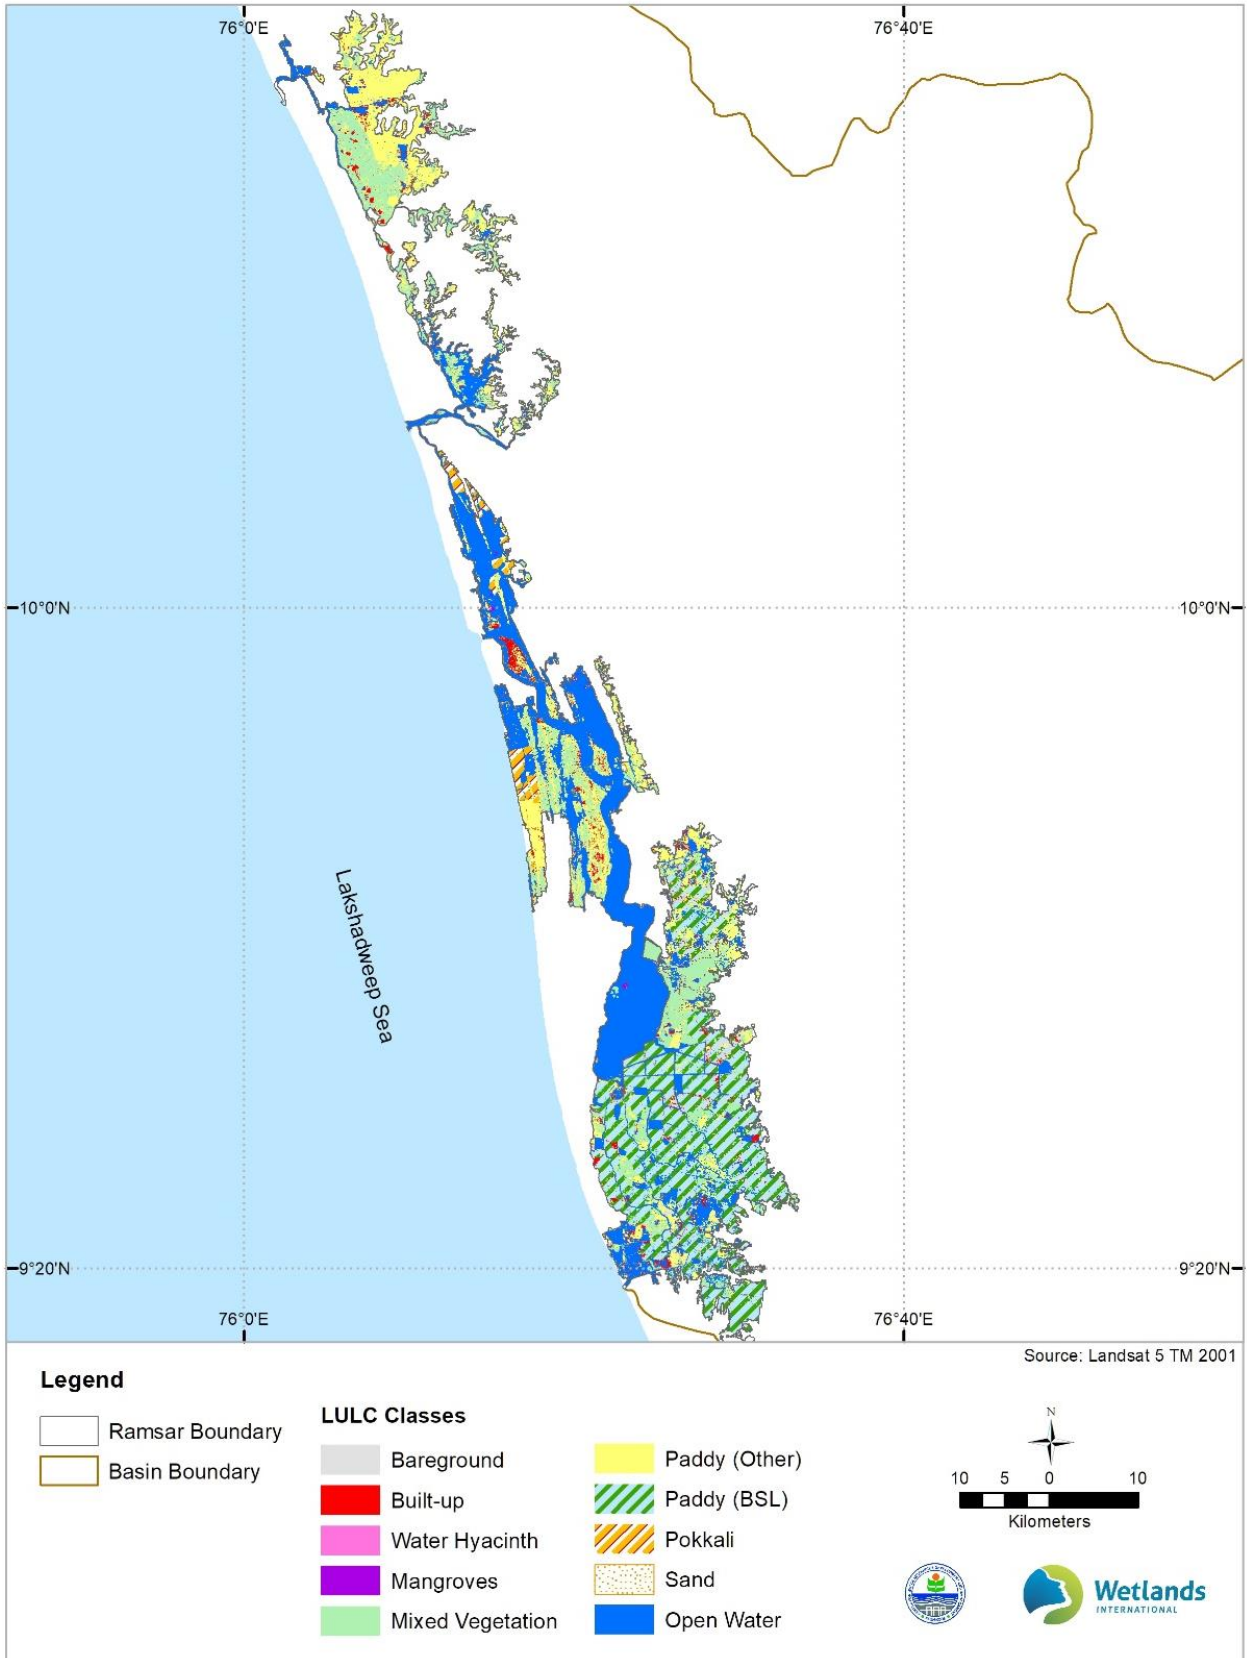 76°0'E
76°40'E
10°0'N
10°0'N
Lakshadweep Sea
9°20'N
9°20'N
76°0'E
76°40'E
Source: Landsat 5 TM 2001
Legend
Ramsar Boundary
Basin Boundary
LULC Classes
Bareground
Built-up
Water Hyacinth
Mangroves
Mixed Vegetation
Paddy (Other)
Paddy (BSL)
Pokkali
Sand
Open Water
N
10 5 0 10
Kilometers
Wetlands
INTERNATIONAL